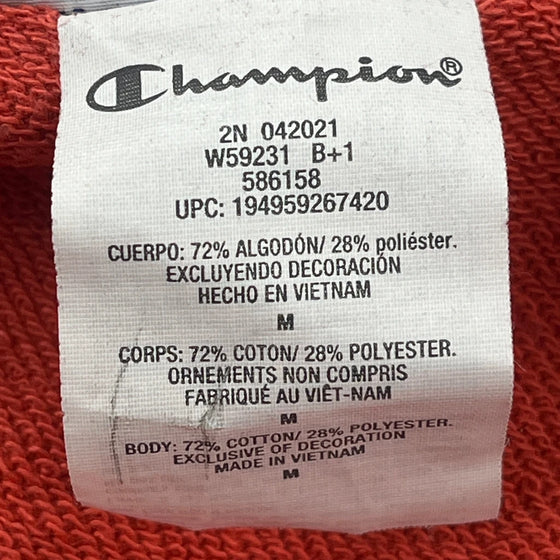 Champion®
2N 042021
W59231 B+1
586158
UPC: 194959267420
CUERPO: 72% ALGODÓN/ 28% poliéster.
EXCLUYENDO DECORACIÓN
HECHO EN VIETNAM
M
CORPS: 72% COTON/ 28% POLYESTER.
ORNEMENTS NON COMPRIS
FABRIQUÉ AU VIÊT-NAM
M
BODY: 72% COTTON/ 28% POLYESTER.
EXCLUSIVE OF DECORATION
MADE IN VIETNAM
M